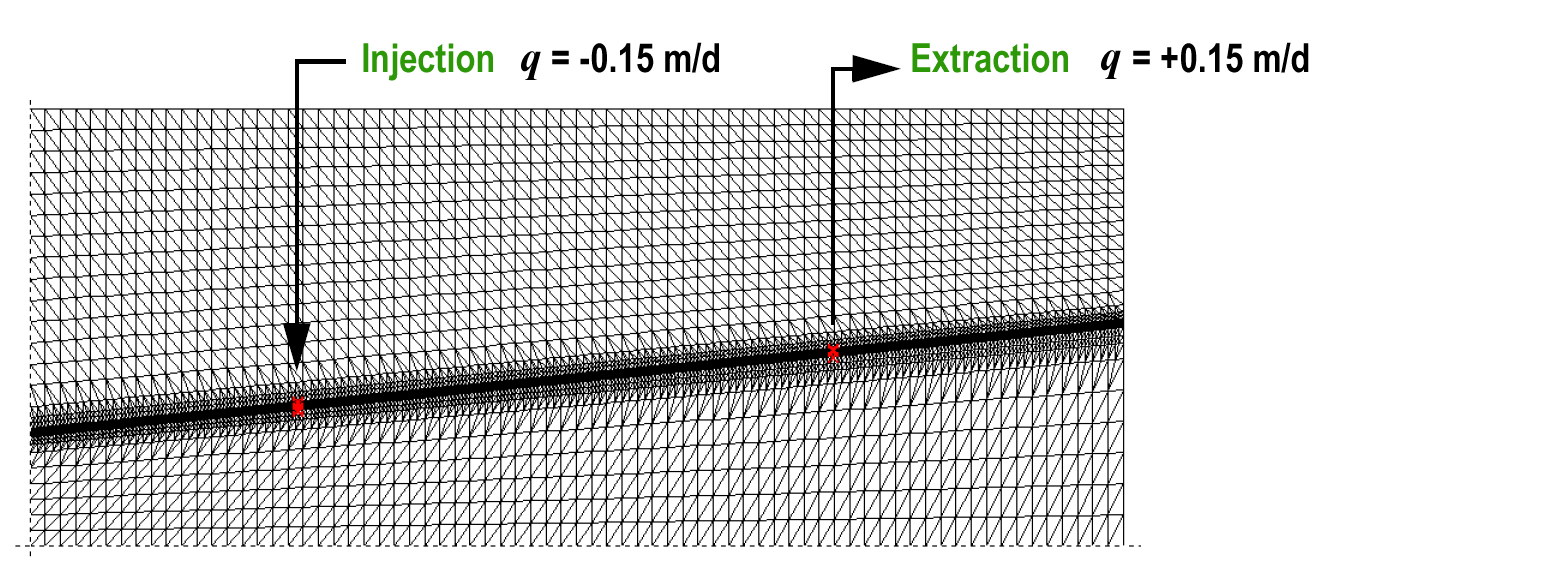 Injection q = -0.15 m/d Extraction q = +0.15 m/d